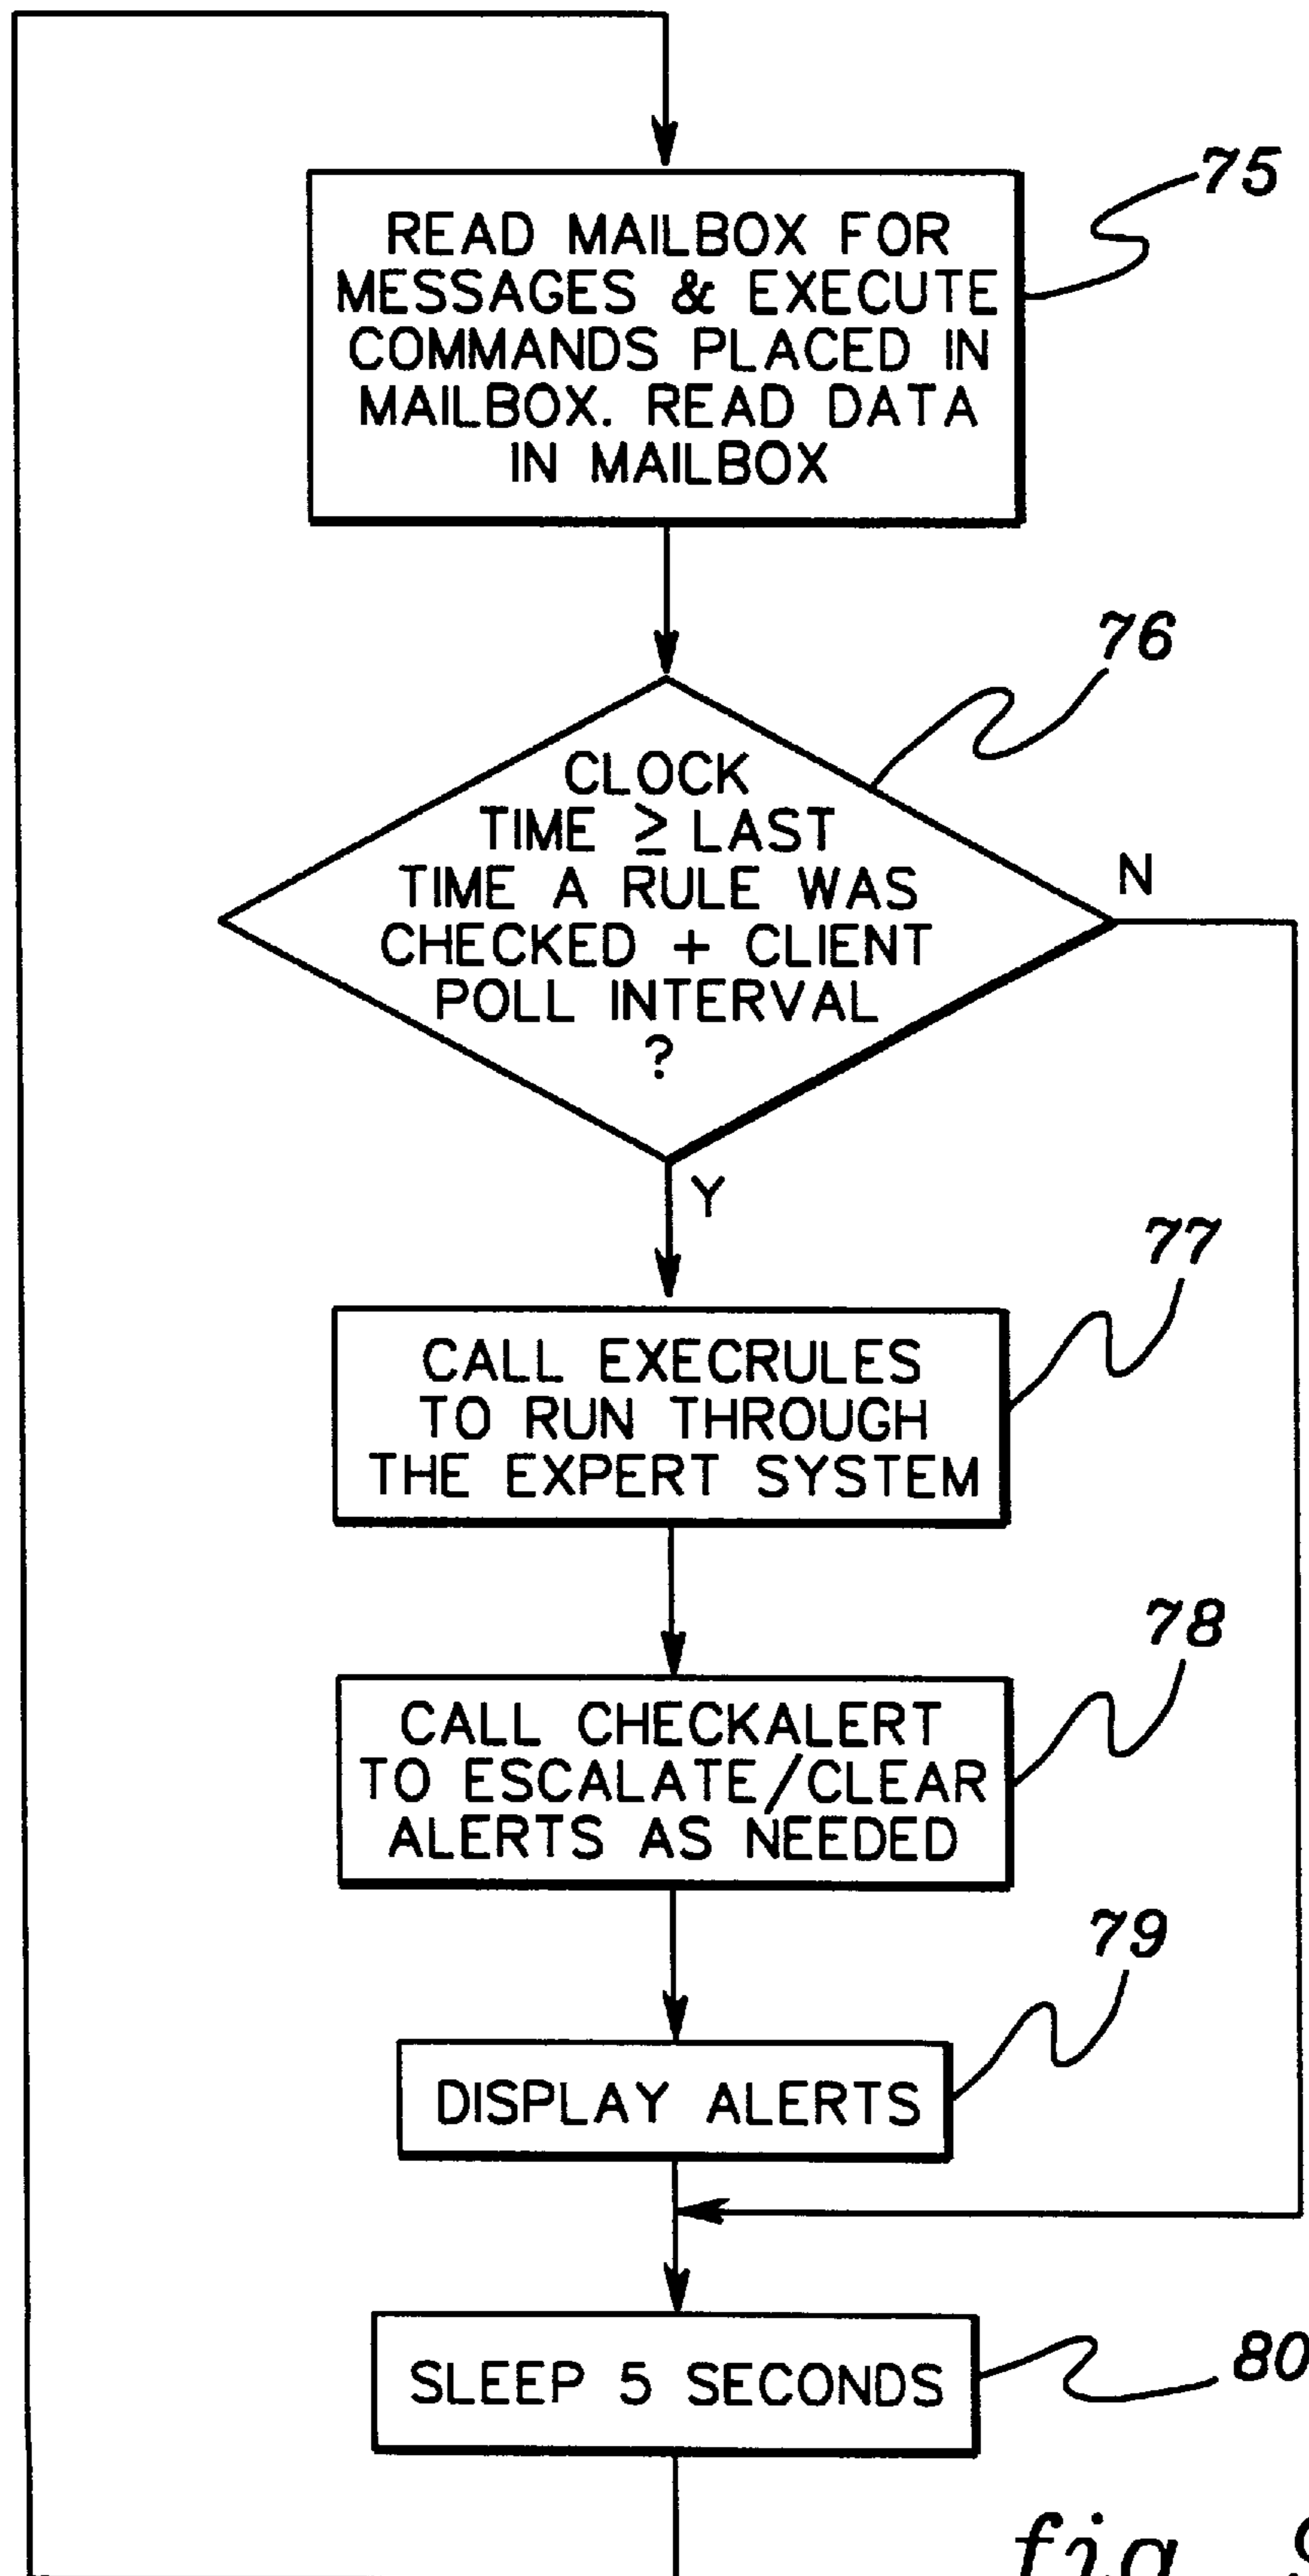 75
READ MAILBOX FOR
MESSAGES & EXECUTE
COMMANDS PLACED IN
MAILBOX. READ DATA
IN MAILBOX
76
CLOCK
TIME ≥ LAST
TIME A RULE WAS
CHECKED + CLIENT
POLL INTERVAL
?
N
Y
77
CALL EXECRULES
TO RUN THROUGH
THE EXPERT SYSTEM
78
CALL CHECKALERT
TO ESCALATE/CLEAR
ALERTS AS NEEDED
79
DISPLAY ALERTS
80
SLEEP 5 SECONDS
fig.